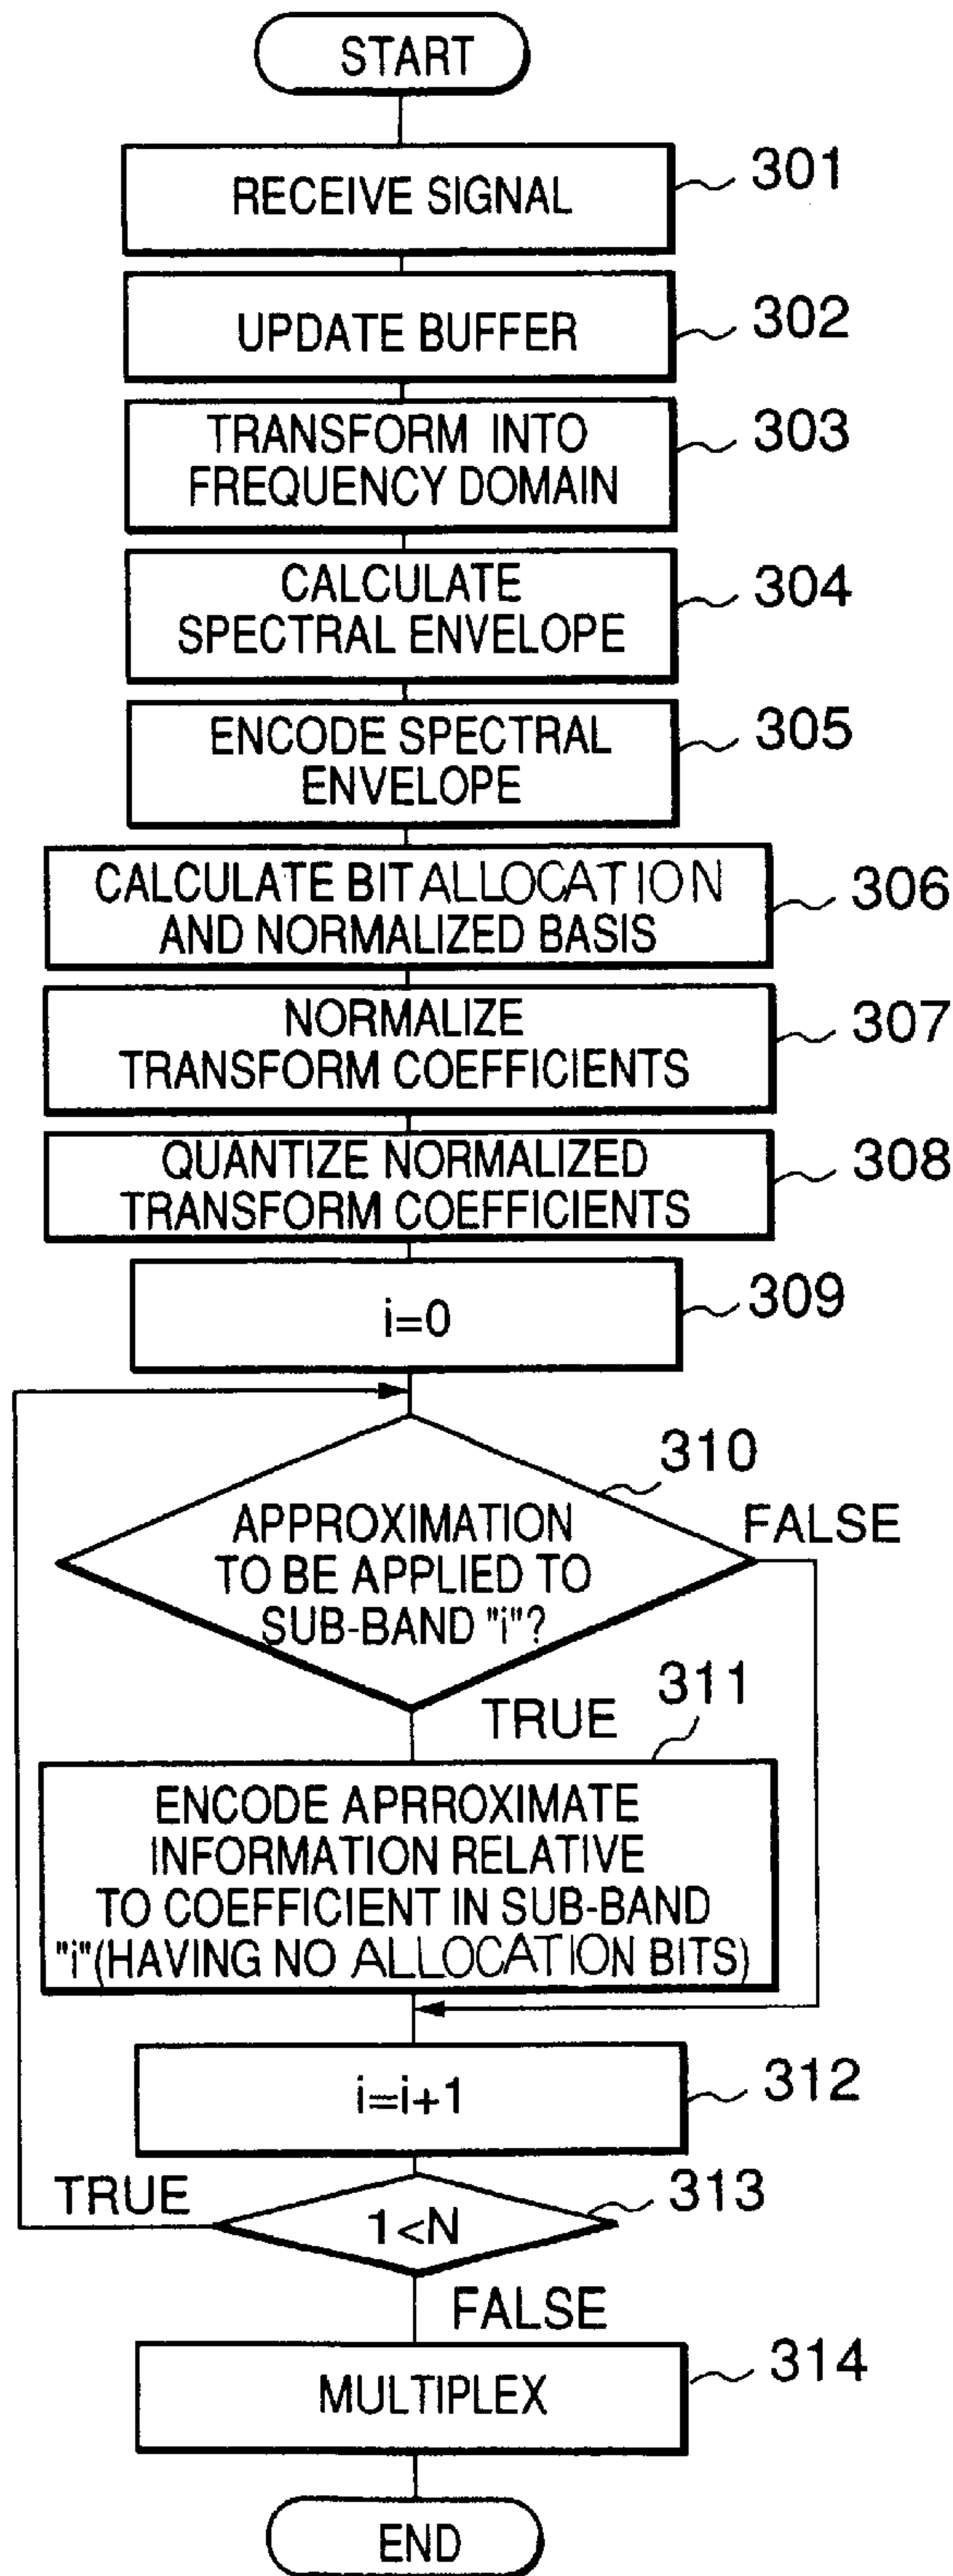 START
RECEIVE SIGNAL
301
UPDATE BUFFER
302
TRANSFORM INTO
FREQUENCY DOMAIN
303
CALCULATE
SPECTRAL ENVELOPE
304
ENCODE SPECTRAL
ENVELOPE
305
CALCULATE BIT ALLOCATION
AND NORMALIZED BASIS
306
NORMALIZE
TRANSFORM COEFFICIENTS
307
QUANTIZE NORMALIZED
TRANSFORM COEFFICIENTS
308
i=0
309
310
APPROXIMATION
TO BE APPLIED TO
SUB-BAND "i"?
FALSE
TRUE
311
ENCODE APRROXIMATE
INFORMATION RELATIVE
TO COEFFICIENT IN SUB-BAND
"i"(HAVING NO ALLOCATION BITS)
i=i+1
312
TRUE
1<N
313
FALSE
MULTIPLEX
314
END